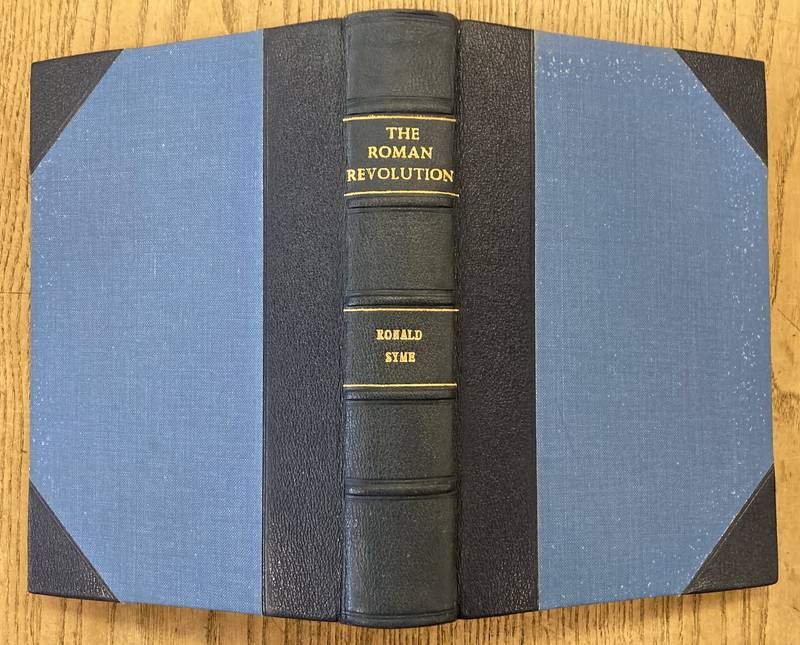 THE
ROMAN
REVOLUTION
RONALD
SYME